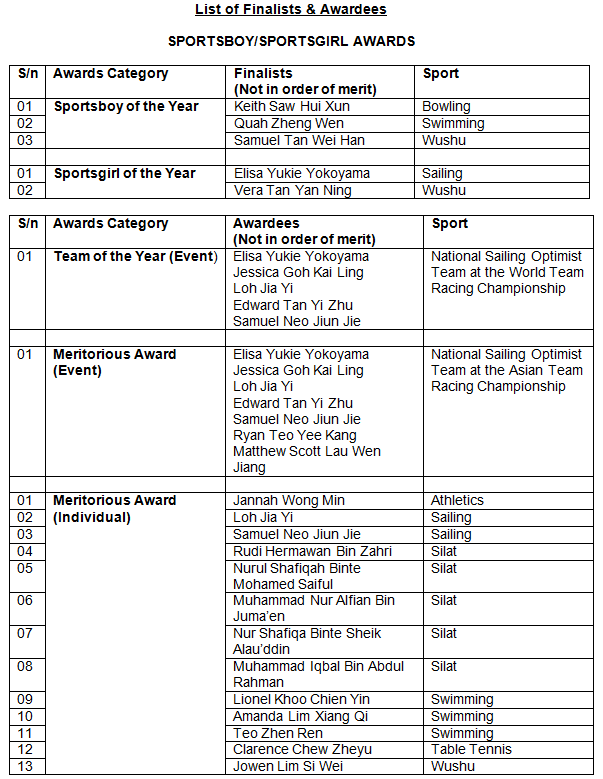 List of Finalists & Awardees
SPORTSBOY/SPORTSGIRL AWARDS
S/n Awards Category Finalists (Not in order of merit) Sport
01 Sportsboy of the Year Keith Saw Hui Xun Bowling
02 Quah Zheng Wen Swimming
03 Samuel Tan Wei Han Wushu
01 Sportsgirl of the Year Elisa Yukie Yokoyama Sailing
02 Vera Tan Yan Ning Wushu
S/n Awards Category Awardees (Not in order of merit) Sport
01 Team of the Year (Event) Elisa Yukie Yokoyama National Sailing Optimist
Jessica Goh Kai Ling Team at the World Team
Loh Jia Yi Racing Championship
Edward Tan Yi Zhu
Samuel Neo Jiun Jie
01 Meritorious Award Elisa Yukie Yokoyama National Sailing Optimist
(Event) Jessica Goh Kai Ling Team at the Asian Team
Loh Jia Yi Racing Championship
Edward Tan Yi Zhu
Samuel Neo Jiun Jie
Ryan Teo Yee Kang
Matthew Scott Lau Wen
Jiang
01 Meritorious Award Jannah Wong Min Athletics
02 (Individual) Loh Jia Yi Sailing
03 Samuel Neo Jiun Jie Sailing
04 Rudi Hermawan Bin Zahri Silat
05 Nurul Shafiqah Binte Silat
Mohamed Saiful
06 Muhammad Nur Alfian Bin Silat
Juma’en
07 Nur Shafiqa Binte Sheik Silat
Alau’ddin
08 Muhammad Iqbal Bin Abdul Silat
Rahman
09 Lionel Khoo Chien Yin Swimming
10 Amanda Lim Xiang Qi Swimming
11 Teo Zhen Ren Swimming
12 Clarence Chew Zheyu Table Tennis
13 Jowen Lim Si Wei Wushu